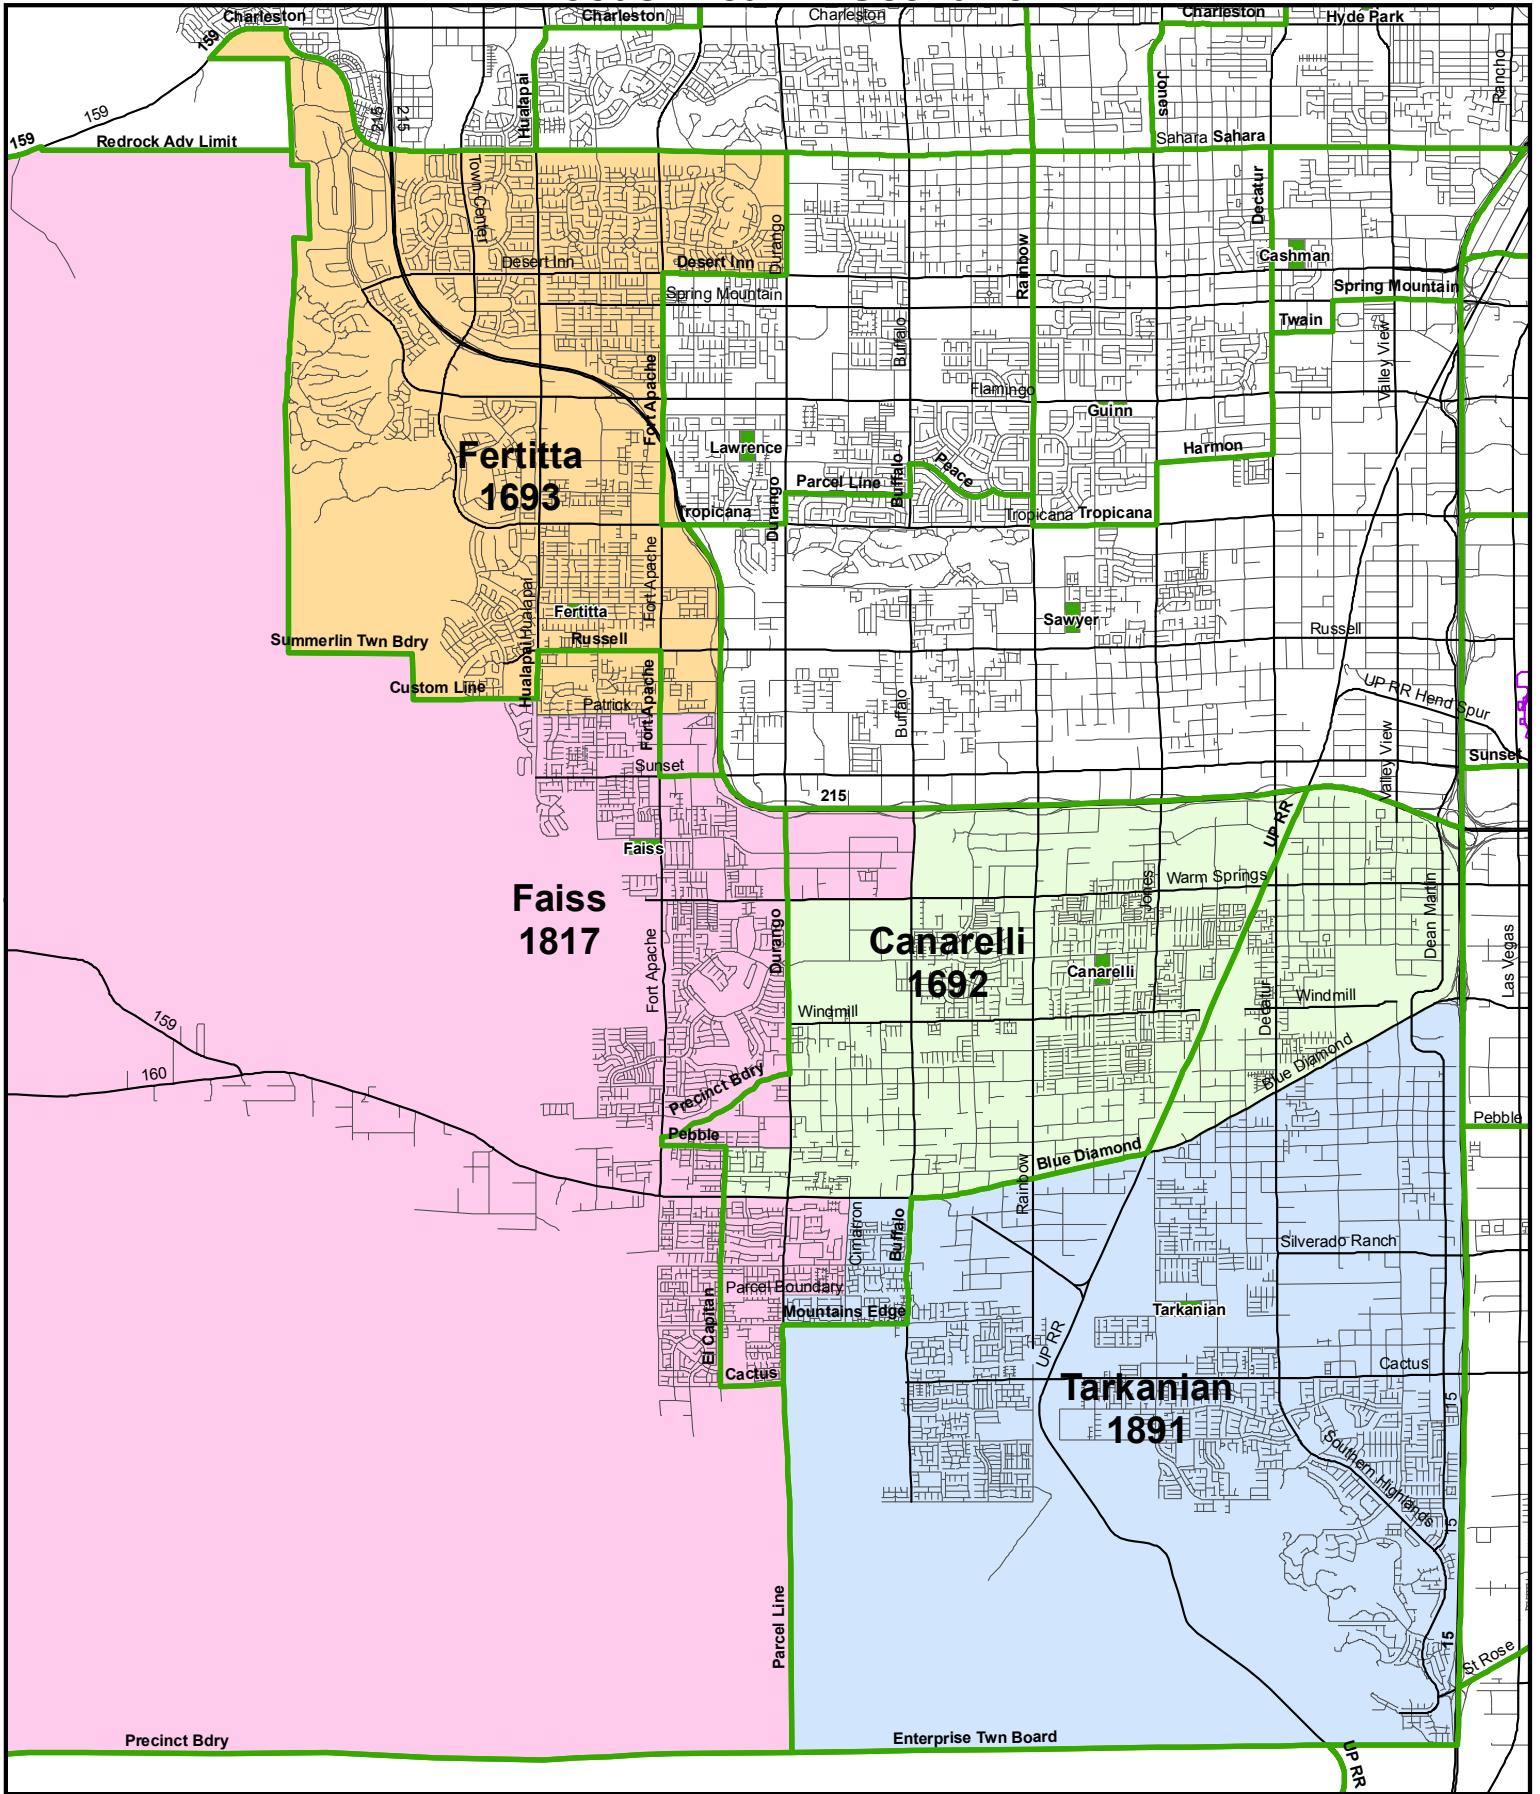 Charleston
Charleston
Charleston
Charleston
Hyde Park
159
Rancho
Hualapai
Jones
215
215
159
159
Redrock Adv Limit
Sahara Sahara
Town Center
Decatur
Durango
Rainbow
Cashman
Desert Inn
Desert Inn
Spring Mountain
Spring Mountain
Twain
Buffalo
Valley View
Fort Apache
Flamingo
Guinn
Lawrence
Harmon
Fertitta
1693
Peace
Buffalo
Parcel Line
Durango
Tropicana
Tropicana Tropicana
Fort Apache
Hualapai
Fertitta
Sawyer
Russell
Russell
Summerlin Twn Bdry
Hualapai
Custom Line
Fort Apache
Patrick
Buffalo
UP RR Hend Spur
Valley View
Sunset
Sunset
215
UP RR
Faiss
Warm Springs
Jones
Dean Martin
Faiss
1817
Durango
Canarelli
1692
Canarelli
Fort Apache
Las Vegas
Windmill
Windmill
Decatur
159
160
Blue Diamond
Precinct Bdry
Pebble
Pebble
Blue Diamond
Rainbow
Cimarron
Buffalo
Silverado Ranch
Parcel Boundary
Mountains Edge
Tarkanian
El Capitan
UP RR
Cactus
Cactus
Tarkanian
1891
15
Southern Highlands
15
Parcel Line
15
St Rose
Precinct Bdry
Enterprise Twn Board
UP RR